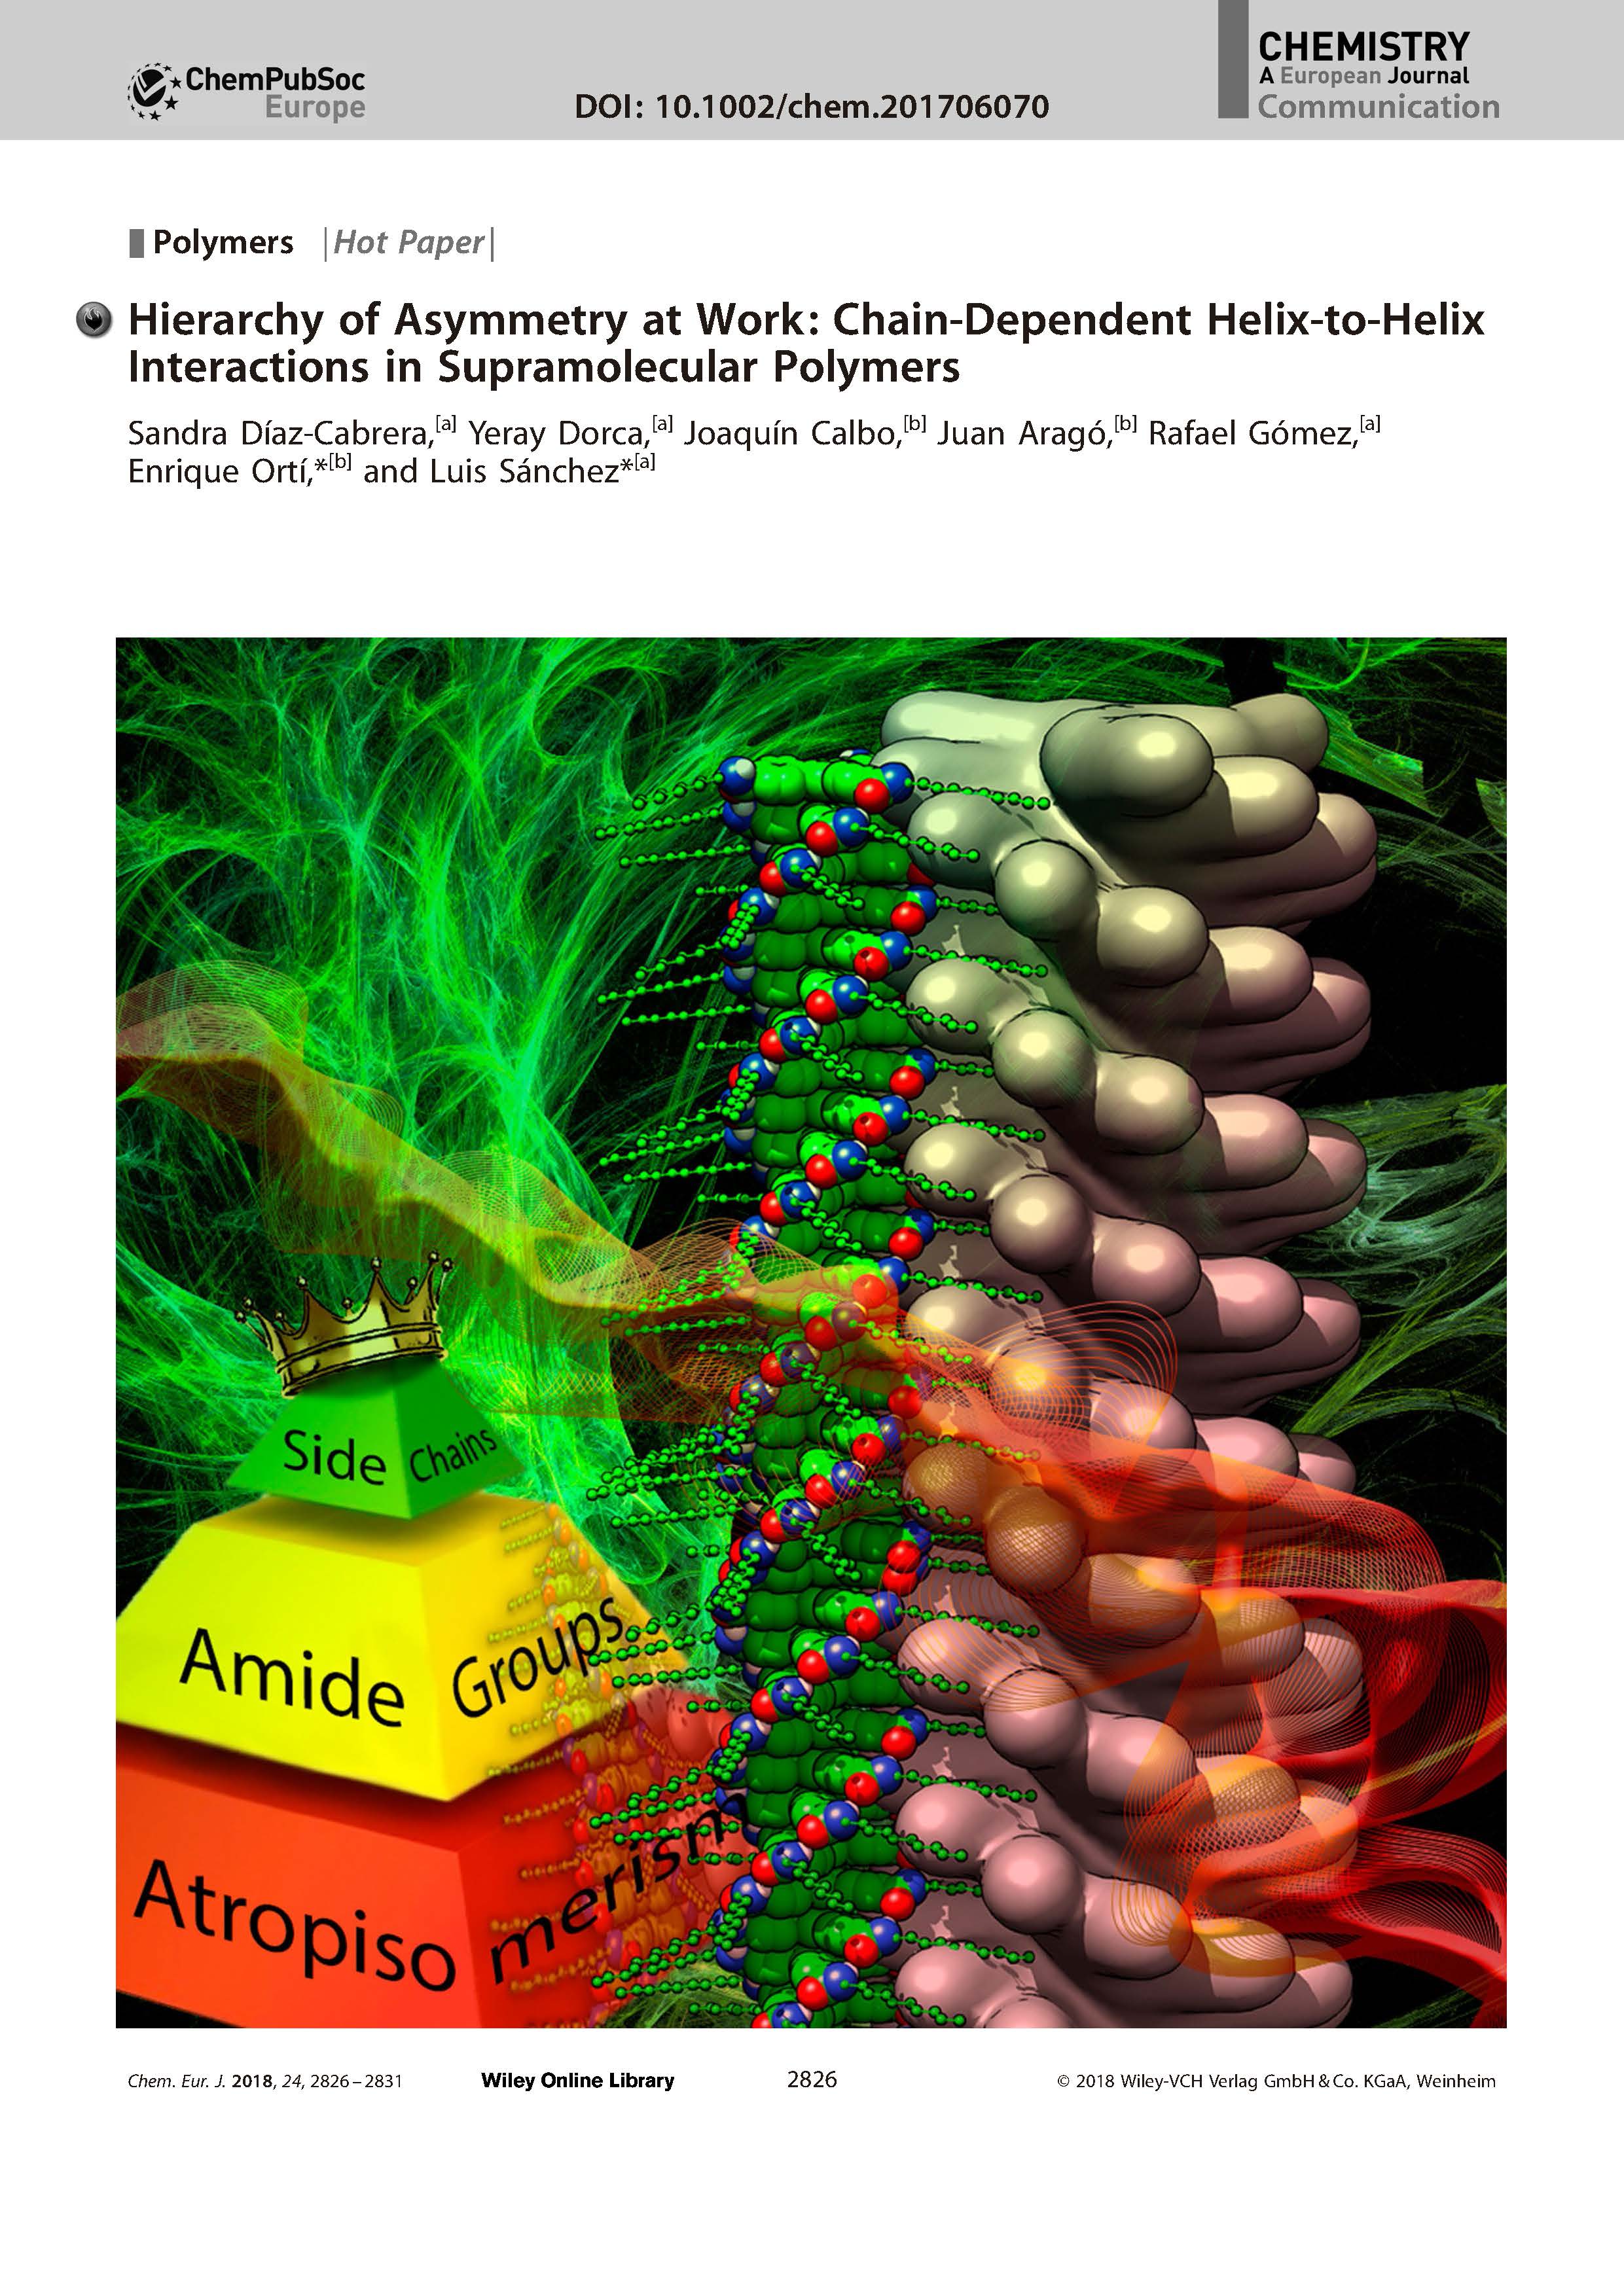 ChemPubSoc
Europe
DOI: 10.1002/chem.201706070
CHEMISTRY
A European Journal
Communication
Polymers |Hot Paper|
Hierarchy of Asymmetry at Work: Chain-Dependent Helix-to-Helix
Interactions in Supramolecular Polymers
Sandra Díaz-Cabrera,[a] Yeray Dorca,[a] Joaquín Calbo,[b] Juan Aragó,[b] Rafael Gómez,[a]
Enrique Ortí,*[b] and Luis Sánchez*[a]
Side Chains
Amide Groups
Atropiso merism
Chem. Eur. J. 2018, 24, 2826–2831
Wiley Online Library
2826
© 2018 Wiley-VCH Verlag GmbH & Co. KGaA, Weinheim